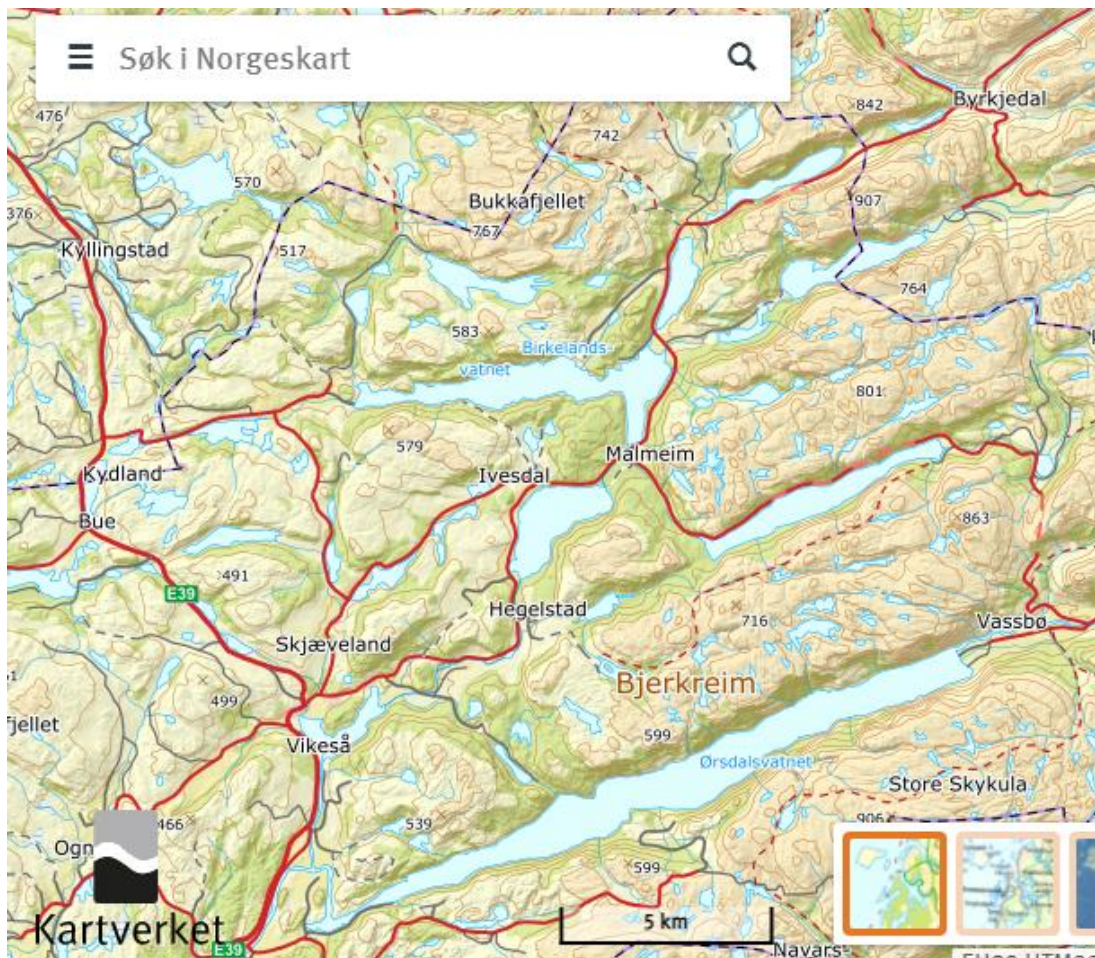 Søk i Norgeskart
842
Byrkjedal
476
742
570
Bukkafjellet
907
376
767
Kyllingstad
517
764
583
Birkelands-
vatnet
801
579
Malmeim
Kydland
Ivesdal
Bue
863
491
E39
Hegelstad
716
Vassbø
Skjæveland
Bjerkreim
499
fjellet
599
Vikeså
Ørsdalsvatnet
Store Skykula
906
466
539
Ogn
599
5 km
Kartverket
E39
Navars-